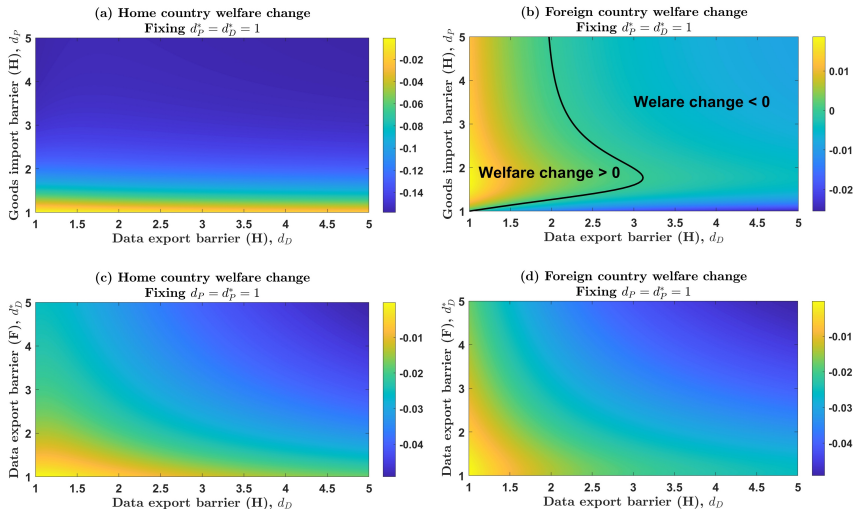 (a) Home country welfare change
Fixing d*_P = d*_D = 1
Goods import barrier (H), d_P
5
4
3
2
1
1 1.5 2 2.5 3 3.5 4 4.5 5
Data export barrier (H), d_D
-0.02
-0.04
-0.06
-0.08
-0.1
-0.12
-0.14
(b) Foreign country welfare change
Fixing d*_P = d*_D = 1
Goods import barrier (H), d_P
5
4
3
2
1
Welare change < 0
Welfare change > 0
1 1.5 2 2.5 3 3.5 4 4.5 5
Data export barrier (H), d_D
0.01
0
-0.01
-0.02
(c) Home country welfare change
Fixing d_P = d*_P = 1
Data export barrier (F), d*_D
5
4
3
2
1
1 1.5 2 2.5 3 3.5 4 4.5 5
Data export barrier (H), d_D
-0.01
-0.02
-0.03
-0.04
(d) Foreign country welfare change
Fixing d_P = d*_P = 1
Data export barrier (F), d*_D
5
4
3
2
1
1 1.5 2 2.5 3 3.5 4 4.5 5
Data export barrier (H), d_D
-0.01
-0.02
-0.03
-0.04